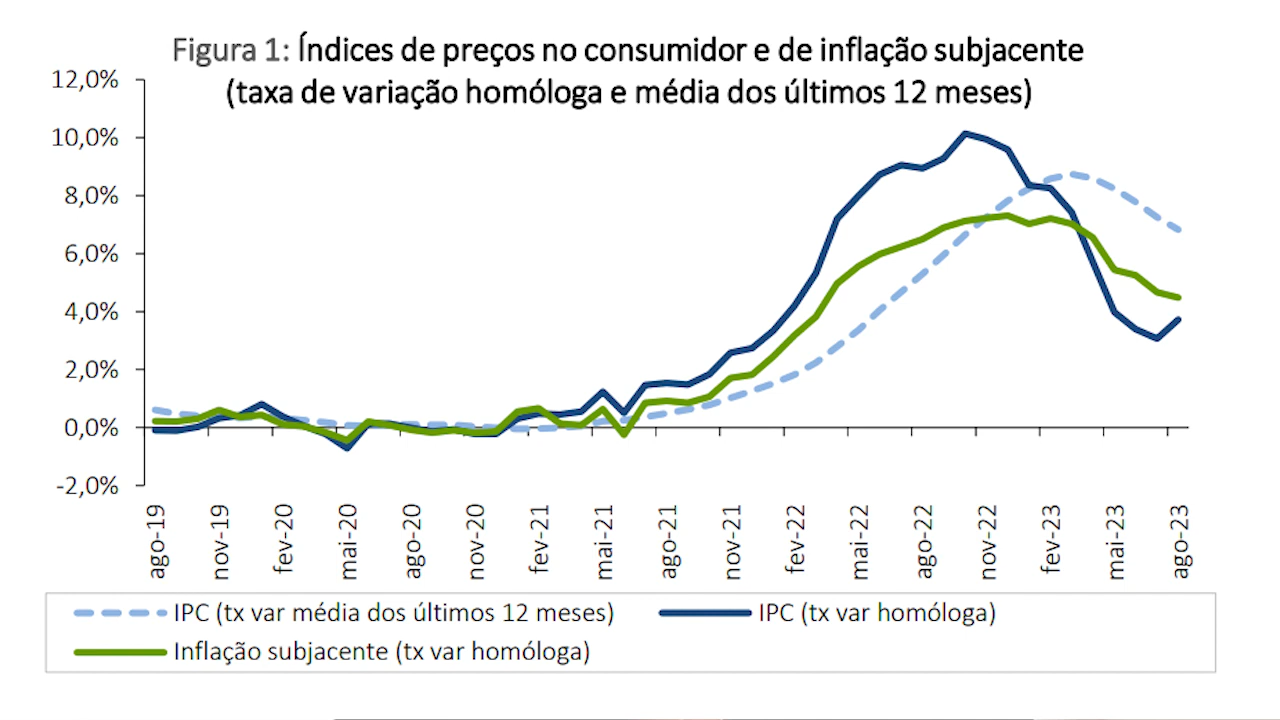 Figura 1: Índices de preços no consumidor e de inflação subjacente
(taxa de variação homóloga e média dos últimos 12 meses)
12,0%
10,0%
8,0%
6,0%
4,0%
2,0%
0,0%
-2,0%
ago-19
nov-19
fev-20
mai-20
ago-20
nov-20
fev-21
mai-21
ago-21
nov-21
fev-22
mai-22
ago-22
nov-22
fev-23
mai-23
ago-23
IPC (tx var média dos últimos 12 meses)
IPC (tx var homóloga)
Inflação subjacente (tx var homóloga)